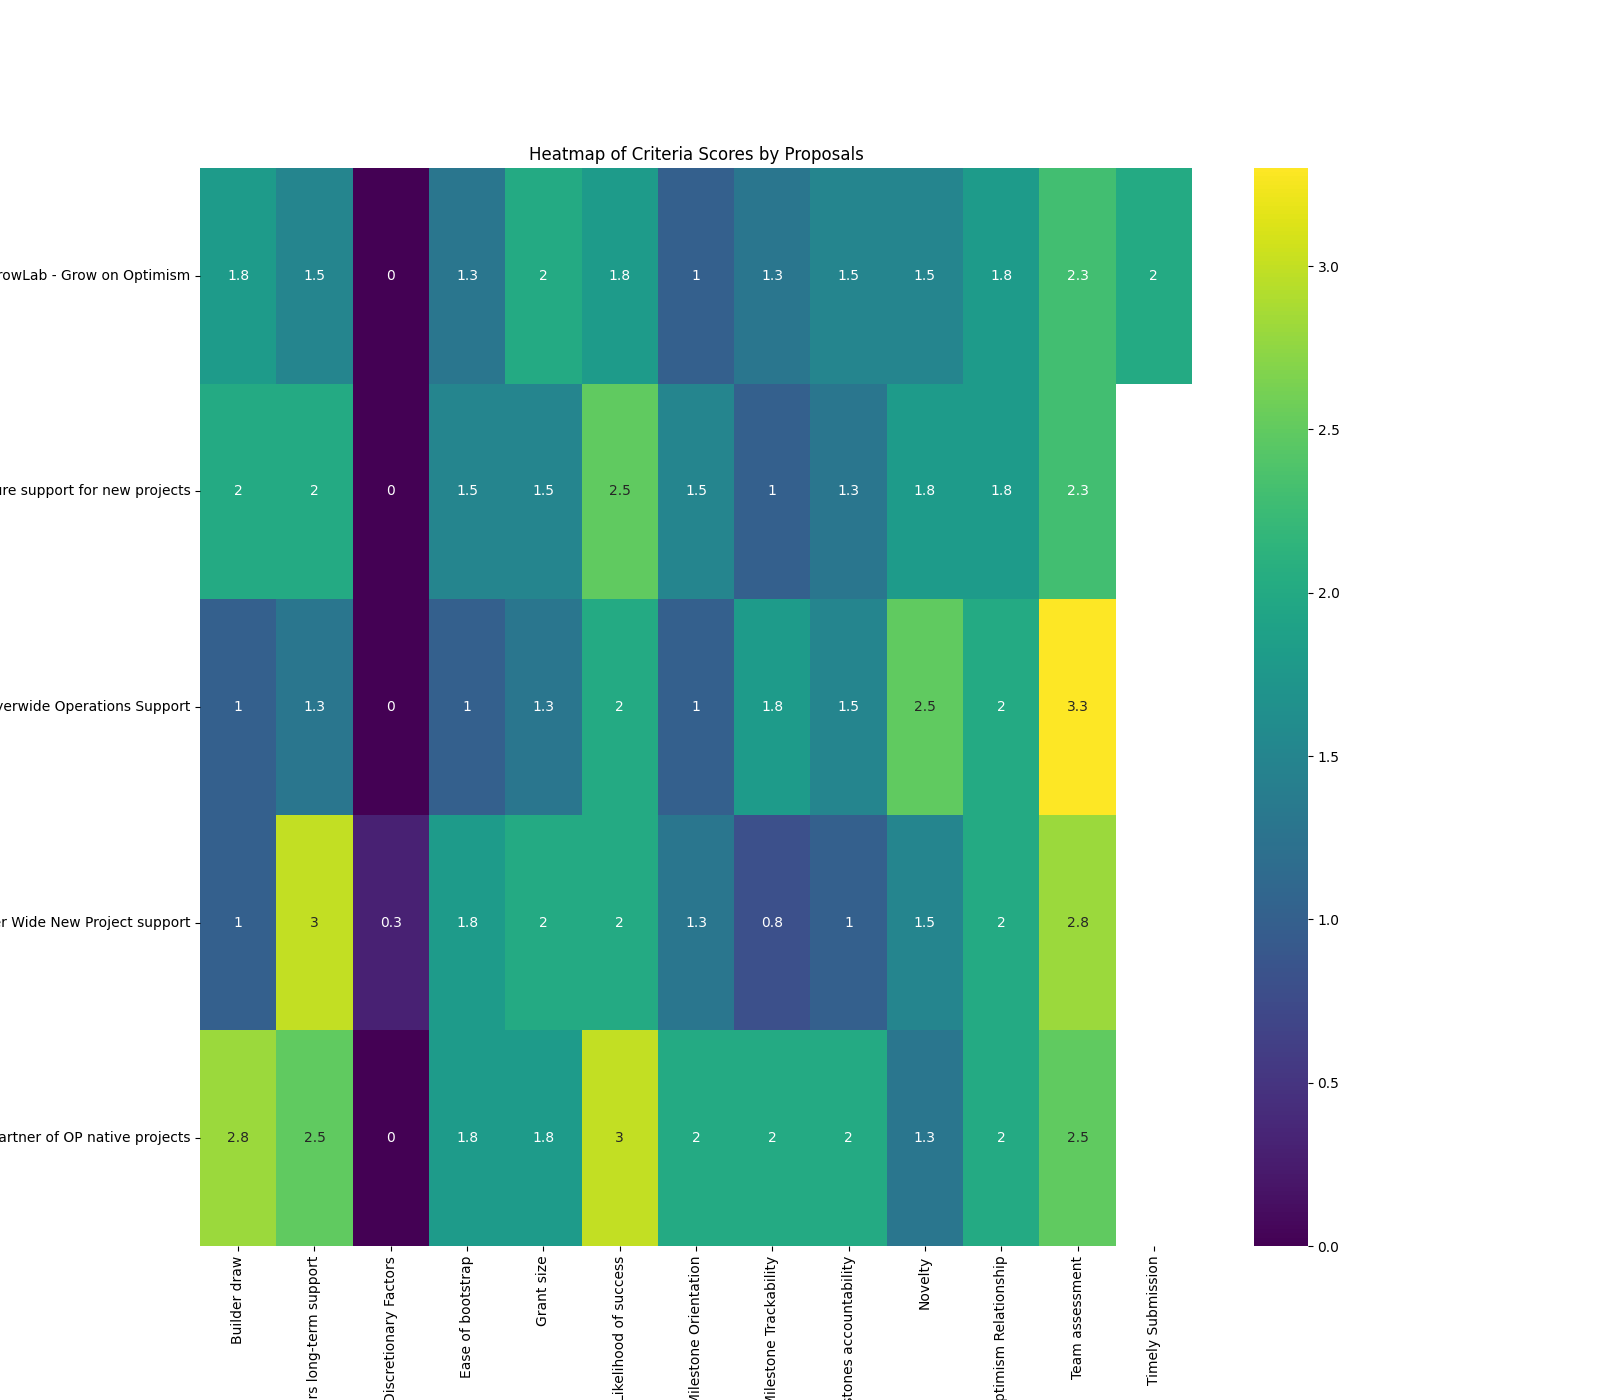 Heatmap of Criteria Scores by Proposals
rowLab - Grow on Optimism
1.8 1.5 0 1.3 2 1.8 1 1.3 1.5 1.5 1.8 2.3 2
re support for new projects
2 2 0 1.5 1.5 2.5 1.5 1 1.3 1.8 1.8 2.3
verwide Operations Support
1 1.3 0 1 1.3 2 1 1.8 1.5 2.5 2 3.3
r Wide New Project support
1 3 0.3 1.8 2 2 1.3 0.8 1 1.5 2 2.8
artner of OP native projects
2.8 2.5 0 1.8 1.8 3 2 2 2 1.3 2 2.5
3.0
2.5
2.0
1.5
1.0
0.5
0.0
Builder draw
rs long-term support
Discretionary Factors
Ease of bootstrap
Grant size
Likelihood of success
Milestone Orientation
Milestone Trackability
stones accountability
Novelty
ptimism Relationship
Team assessment
Timely Submission